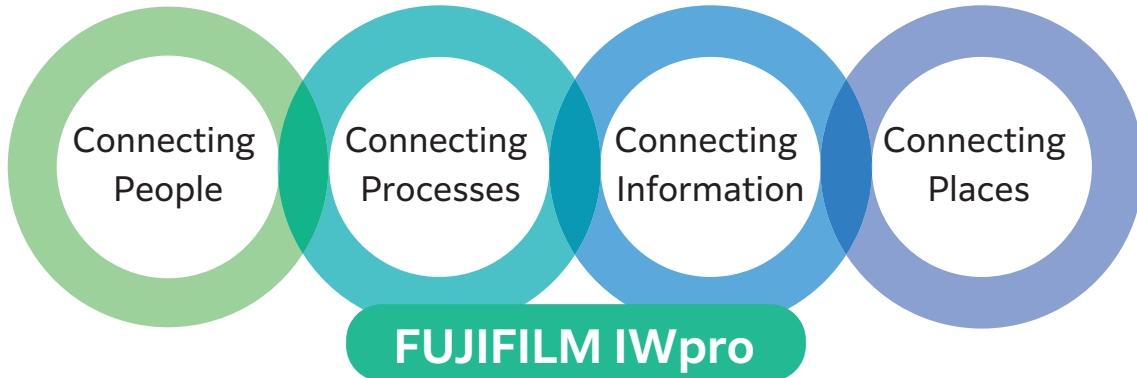 Connecting
People
Connecting
Processes
Connecting
Information
Connecting
Places
FUJIFILM IWpro